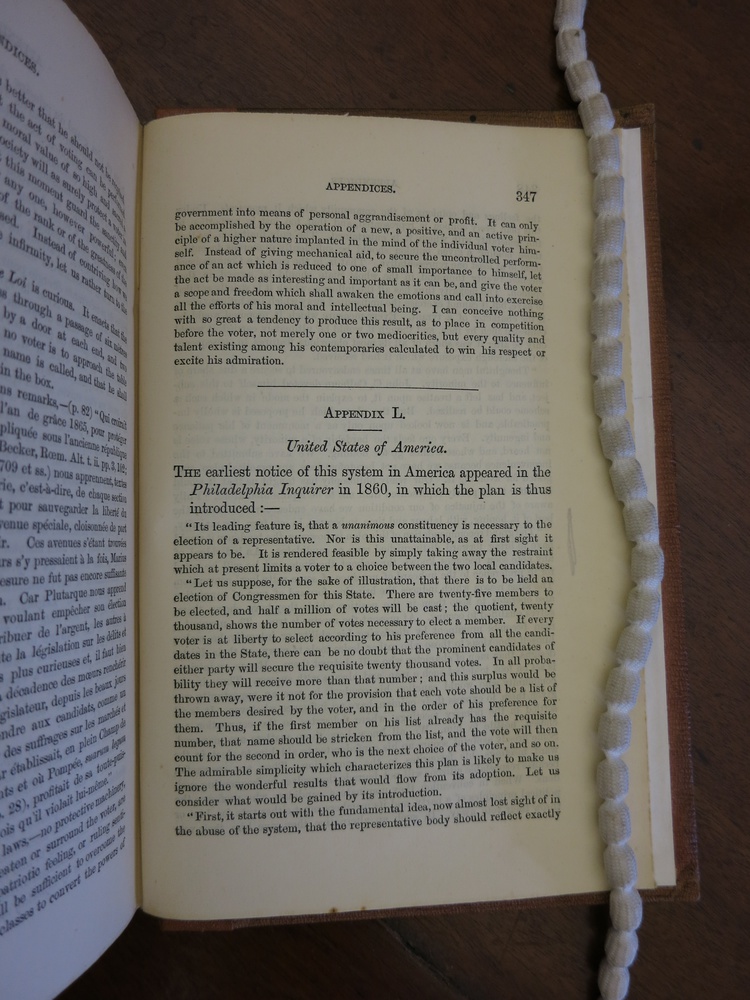 NDICES.
better that he should not be
the act of voting can be
moral value of so high and
society will as surely protect
this moment guard the
any one, however powerful.
of the rank or of the greatness of the
sed. Instead of contriving
infirmity, let us rather turn to the
Loi is curious. It enacts that
through a passage of six
by a door at each end, and two
no voter is to approach the table
name is called, and that he shall
in the box.
ns remarks,—(p. 82) "Qui croirait
l'an de grâce 1865, pour protéger
pliquée sous l'ancienne république
Becker, Rœm. Alt. t. ii. pp. 3,
709 et ss.) nous apprennent,
rie, c'est-à-dire, de chaque section
t pour sauvegarder la liberté du
venue spéciale, cloisonnée de part
r. Ces avenues s'étant trouvées
rs s'y pressaient à la fois, Marius
esure ne fut pas encore suffisante
. Car Plutarque nous apprend
voulant empêcher son élection
ribuer de l'argent, les autres à
te la législation sur les délits et
plus curieuses et, il faut bien
décadence des mœurs rendirent
gislateur, depuis les beaux jours
ndre aux candidats, comme un
des suffrages sur les marchés et
r établissait, en plein Champ de
ats et où Pompée,
28), profitait de sa toute-puis-
ois qu'il violait lui-même."
laws,—no protective machinery,
eaten or surround the voter, are
patriotic feeling, or ruling
ll be sufficient to overcome the
classes to convert the powers of
APPENDICES. 347
government into means of personal aggrandisement or profit. It can only
be accomplished by the operation of a new, a positive, and an active prin-
ciple of a higher nature implanted in the mind of the individual voter him-
self. Instead of giving mechanical aid, to secure the uncontrolled perform-
ance of an act which is reduced to one of small importance to himself, let
the act be made as interesting and important as it can be, and give the voter
a scope and freedom which shall awaken the emotions and call into exercise
all the efforts of his moral and intellectual being. I can conceive nothing
with so great a tendency to produce this result, as to place in competition
before the voter, not merely one or two mediocrities, but every quality and
talent existing among his contemporaries calculated to win his respect or
excite his admiration.
APPENDIX L.
United States of America.
THE earliest notice of this system in America appeared in the
Philadelphia Inquirer in 1860, in which the plan is thus
introduced :—
"Its leading feature is, that a unanimous constituency is necessary to the
election of a representative. Nor is this unattainable, as at first sight it
appears to be. It is rendered feasible by simply taking away the restraint
which at present limits a voter to a choice between the two local candidates.
"Let us suppose, for the sake of illustration, that there is to be held an
election of Congressmen for this State. There are twenty-five members to
be elected, and half a million of votes will be cast; the quotient, twenty
thousand, shows the number of votes necessary to elect a member. If every
voter is at liberty to select according to his preference from all the candi-
dates in the State, there can be no doubt that the prominent candidates of
either party will secure the requisite twenty thousand votes. In all proba-
bility they will receive more than that number; and this surplus would be
thrown away, were it not for the provision that each vote should be a list of
the members desired by the voter, and in the order of his preference for
them. Thus, if the first member on his list already has the requisite
number, that name should be stricken from the list, and the vote will then
count for the second in order, who is the next choice of the voter, and so on.
The admirable simplicity which characterizes this plan is likely to make us
ignore the wonderful results that would flow from its adoption. Let us
consider what would be gained by its introduction.
"First, it starts out with the fundamental idea, now almost lost sight of in
the abuse of the system, that the representative body should reflect exactly